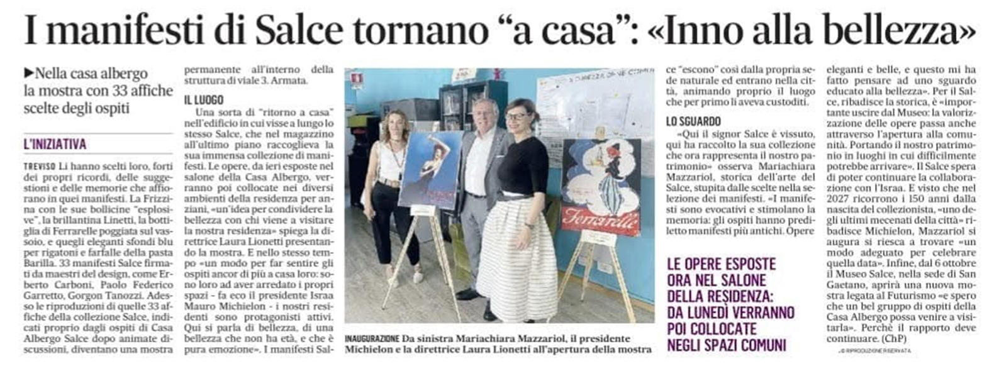 I manifesti di Salce tornano “a casa”: «Inno alla bellezza»
▶Nella casa albergo
la mostra con 33 affiche
scelte degli ospiti
L'INIZIATIVA
TREVISO Li hanno scelti loro, forti
dei propri ricordi, delle sugge-
stioni e delle memorie che affio-
rano in quei manifesti. La Frizzi-
na con le sue bollicine “esplosi-
ve”, la brillantina Linetti, la botti-
glia di Ferrarelle poggiata sul vas-
soio, e quegli eleganti sfondi blu
per rigatoni e farfalle della pasta
Barilla. 33 manifesti Salce firma-
ti da maestri del design, come Er-
berto Carboni, Paolo Federico
Garretto, Gorgon Tanozzi. Ades-
so le riproduzioni di quelle 33 af-
fiche della collezione Salce, indi-
cati proprio dagli ospiti di Casa
Albergo Salce dopo animate di-
scussioni, diventano una mostra
permanente all'interno della
struttura di viale 3. Armata.
IL LUOGO
Una sorta di “ritorno a casa”
nell'edificio in cui visse a lungo lo
stesso Salce, che nel magazzino
all'ultimo piano raccoglieva la
sua immensa collezione di mani-
festi. Le opere, da ieri esposte nel
salone della Casa Albergo, ver-
ranno poi collocate nei diversi
ambienti della residenza per an-
ziani, «un'idea per condividere la
bellezza con chi viene a visitare
la nostra residenza» spiega la di-
rettrice Laura Lionetti presentan-
do la mostra. E nello stesso tem-
po «un modo per far sentire gli
ospiti ancor di più a casa loro: so-
no loro ad aver arredato i propri
spazi - fa eco il presidente Israa
Mauro Michielon - i nostri resi-
denti sono protagonisti attivi.
Qui si parla di bellezza, di una
bellezza che non ha età, e che è
pura emozione». I manifesti Sal-
Ferrarelle
INAUGURAZIONE Da sinistra Mariachiara Mazzariol, il presidente
Michielon e la direttrice Laura Lionetti all'apertura della mostra
ce “escono” così dalla propria se-
de naturale ed entrano nella cit-
tà, animando proprio il luogo
che per primo li aveva custoditi.
LO SGUARDO
«Qui il signor Salce è vissuto,
qui ha raccolto la sua collezione
che ora rappresenta il nostro pa-
trimonio» osserva Mariachiara
Mazzariol, storica dell'arte del
Salce, stupita dalle scelte nella se-
lezione dei manifesti. «I manife-
sti sono evocativi e stimolano la
memoria: gli ospiti hanno predi-
letto manifesti più antichi. Opere
LE OPERE ESPOSTE
ORA NEL SALONE
DELLA RESIDENZA:
DA LUNEDÌ VERRANNO
POI COLLOCATE
NEGLI SPAZI COMUNI
eleganti e belle, e questo mi ha
fatto pensare ad uno sguardo
educato alla bellezza». Per il Sal-
ce, ribadisce la storica, è «impor-
tante uscire dal Museo: la valoriz-
zazione delle opere passa anche
attraverso l'apertura alla comu-
nità. Portando il nostro patrimo-
nio in luoghi in cui difficilmente
potrebbe arrivare». Il Salce spera
di poter continuare la collabora-
zione con l'Israa. E visto che nel
2027 ricorrono i 150 anni dalla
nascita del collezionista, «uno de-
gli ultimi mecenati della città» ri-
badisce Michielon, Mazzariol si
augura si riesca a trovare «un
modo adeguato per celebrare
quella data». Infine, dal 6 ottobre
il Museo Salce, nella sede di San
Gaetano, aprirà una nuova mo-
stra legata al Futurismo «e spero
che un bel gruppo di ospiti della
Casa Albergo possa venire a visi-
tarla». Perchè il rapporto deve
continuare. (ChP)
© RIPRODUZIONE RISERVATA